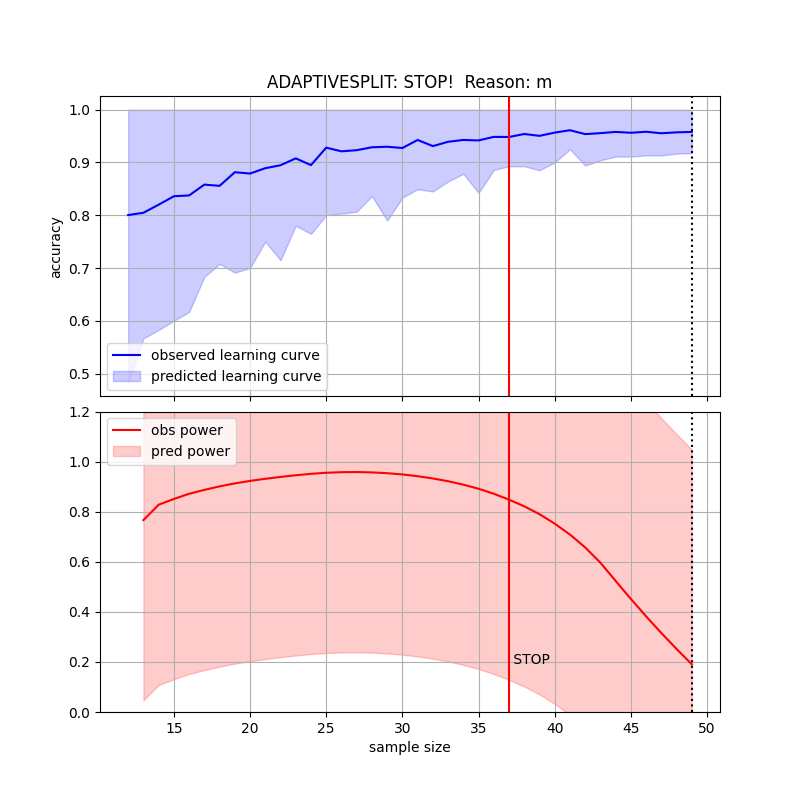 ADAPTIVESPLIT: STOP!  Reason: m
1.0
0.9
0.8
0.7
0.6
0.5
accuracy
observed learning curve
predicted learning curve
1.2
1.0
0.8
0.6
0.4
0.2
0.0
obs power
pred power
STOP
15
20
25
30
35
40
45
50
sample size